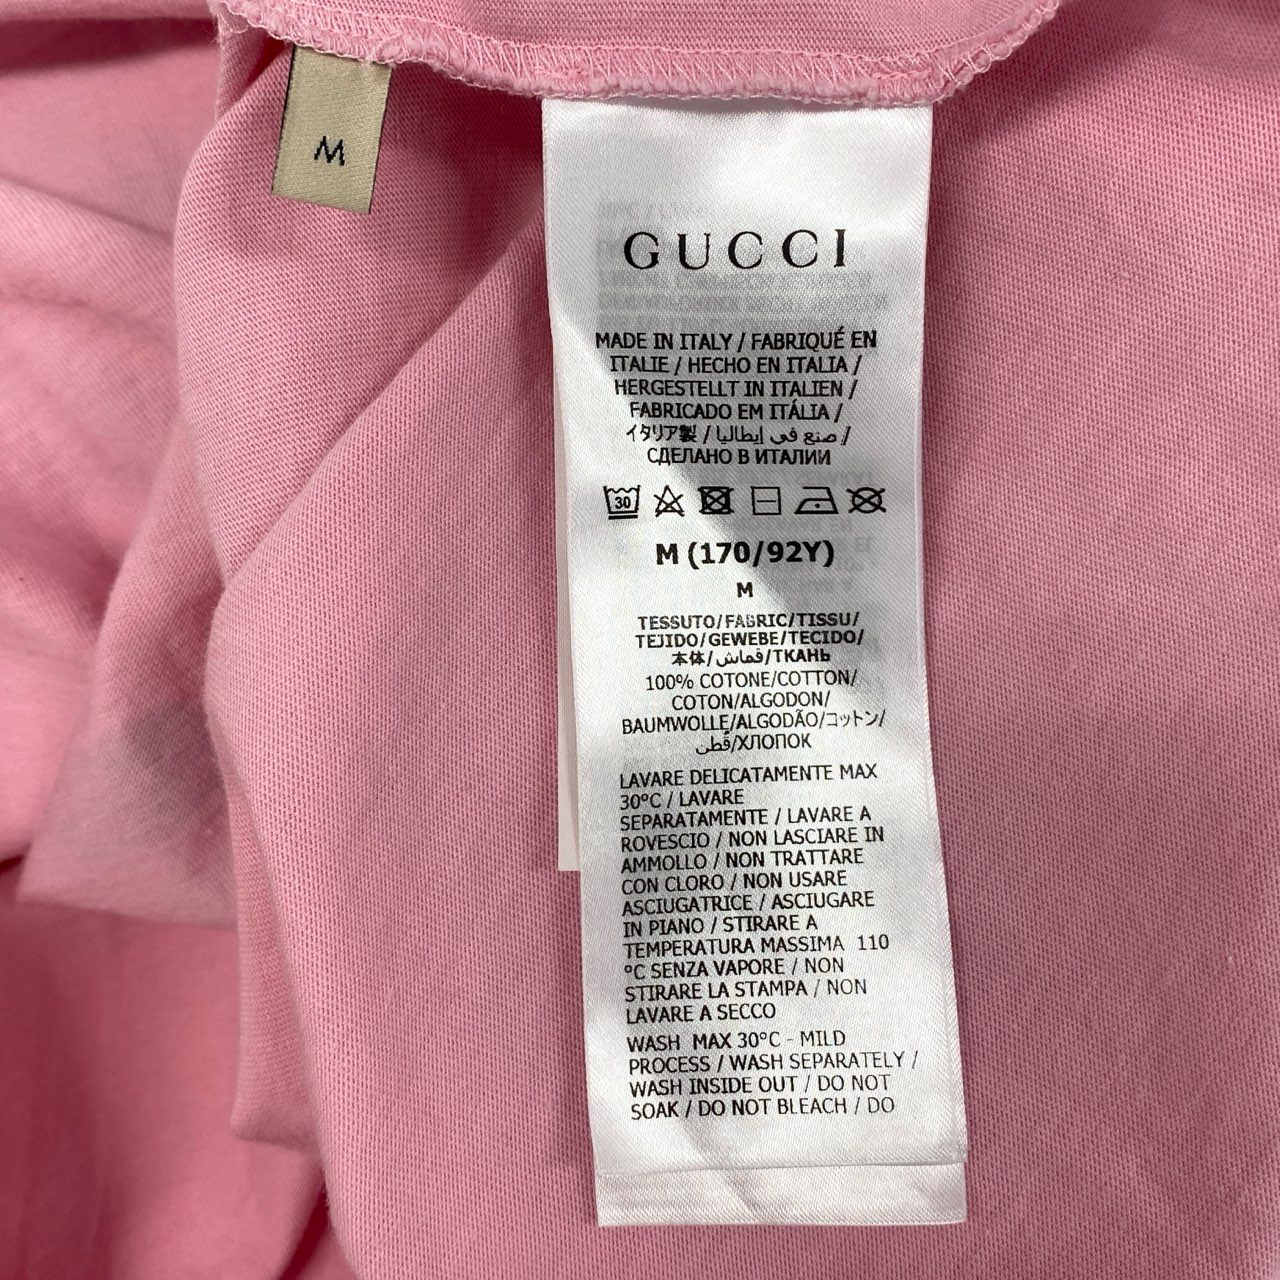 M
GUCCI
MADE IN ITALY / FABRIQUÉ EN
ITALIE / HECHO EN ITALIA /
HERGESTELLT IN ITALIEN /
FABRICADO EM ITÁLIA /
イタリア製 / صنع في إيطاليا /
СДЕЛАНО В ИТАЛИИ
30
M (170/92Y)
M
TESSUTO/FABRIC/TISSU/
TEJIDO/GEWEBE/TECIDO/
本体/قماش/ТКАНЬ
100% COTONE/COTTON/
COTON/ALGODON/
BAUMWOLLE/ALGODÃO/コットン/
قطن/ХЛОПОК
LAVARE DELICATAMENTE MAX
30°C / LAVARE
SEPARATAMENTE / LAVARE A
ROVESCIO / NON LASCIARE IN
AMMOLLO / NON TRATTARE
CON CLORO / NON USARE
ASCIUGATRICE / ASCIUGARE
IN PIANO / STIRARE A
TEMPERATURA MASSIMA 110
°C SENZA VAPORE / NON
STIRARE LA STAMPA / NON
LAVARE A SECCO
WASH MAX 30°C - MILD
PROCESS / WASH SEPARATELY /
WASH INSIDE OUT / DO NOT
SOAK / DO NOT BLEACH / DO